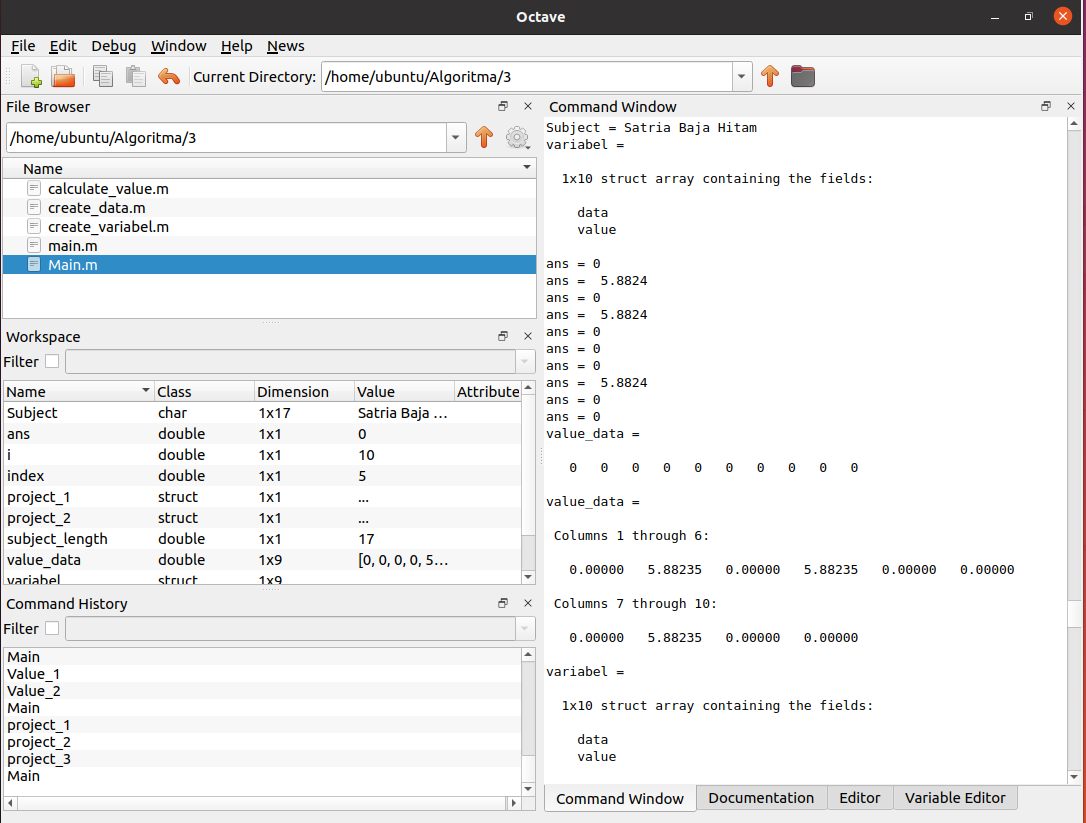 Octave
File Edit Debug Window Help News
Current Directory: /home/ubuntu/Algoritma/3
File Browser
/home/ubuntu/Algoritma/3
Name
calculate_value.m
create_data.m
create_variabel.m
main.m
Main.m
Workspace
Filter
Name Class Dimension Value Attribute
Subject char 1x17 Satria Baja ...
ans double 1x1 0
i double 1x1 10
index double 1x1 5
project_1 struct 1x1 ...
project_2 struct 1x1 ...
subject_length double 1x1 17
value_data double 1x9 [0, 0, 0, 0, 5...
variabel struct 1x9
Command History
Filter
Main
Value_1
Value_2
Main
project_1
project_2
project_3
Main
Command Window
Subject = Satria Baja Hitam
variabel =
1x10 struct array containing the fields:
data
value
ans = 0
ans = 5.8824
ans = 0
ans = 5.8824
ans = 0
ans = 0
ans = 0
ans = 5.8824
ans = 0
ans = 0
value_data =
0 0 0 0 0 0 0 0 0 0
value_data =
Columns 1 through 6:
0.00000 5.88235 0.00000 5.88235 0.00000 0.00000
Columns 7 through 10:
0.00000 5.88235 0.00000 0.00000
variabel =
1x10 struct array containing the fields:
data
value
Command Window Documentation Editor Variable Editor